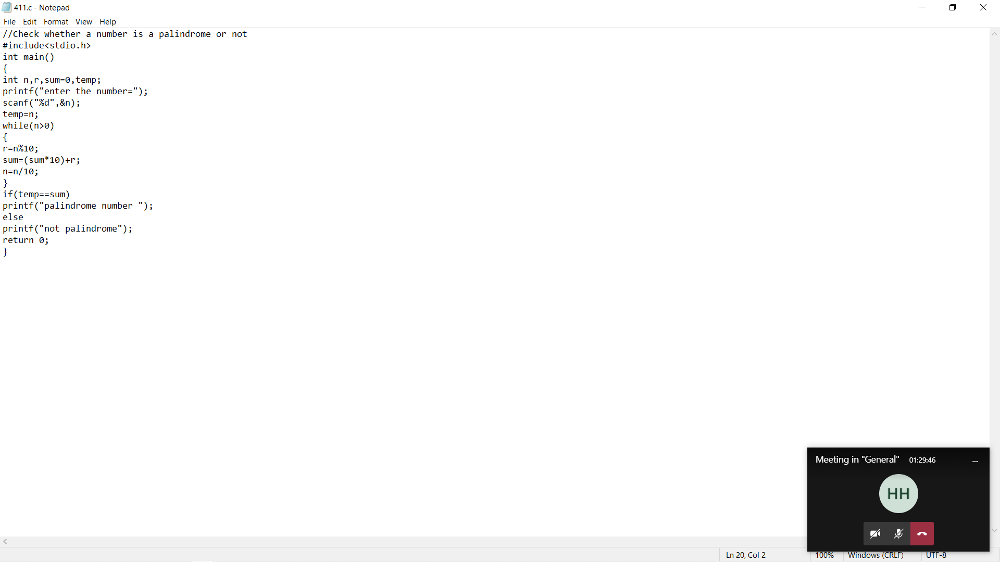 411.c - Notepad
File Edit Format View Help
//Check whether a number is a palindrome or not
#include<stdio.h>
int main()
{
int n,r,sum=0,temp;
printf("enter the number=");
scanf("%d",&n);
temp=n;
while(n>0)
{
r=n%10;
sum=(sum*10)+r;
n=n/10;
}
if(temp==sum)
printf("palindrome number ");
else
printf("not palindrome");
return 0;
}
Meeting in "General" 01:29:46
HH
Ln 20, Col 2 100% Windows (CRLF) UTF-8